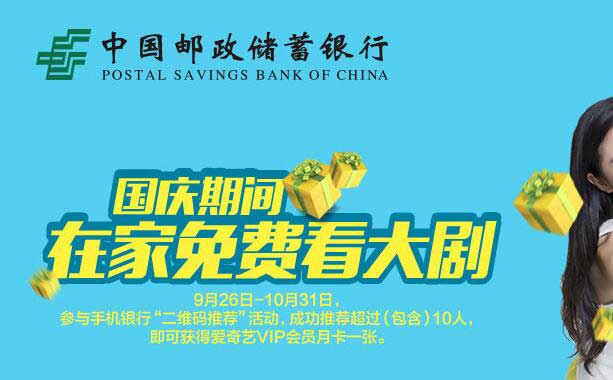 中国邮政储蓄银行
POSTAL SAVINGS BANK OF CHINA
国庆期间
在家免费看大剧
9月26日-10月31日，
参与手机银行“二维码推荐”活动，成功推荐超过（包含）10人，
即可获得爱奇艺VIP会员月卡一张。